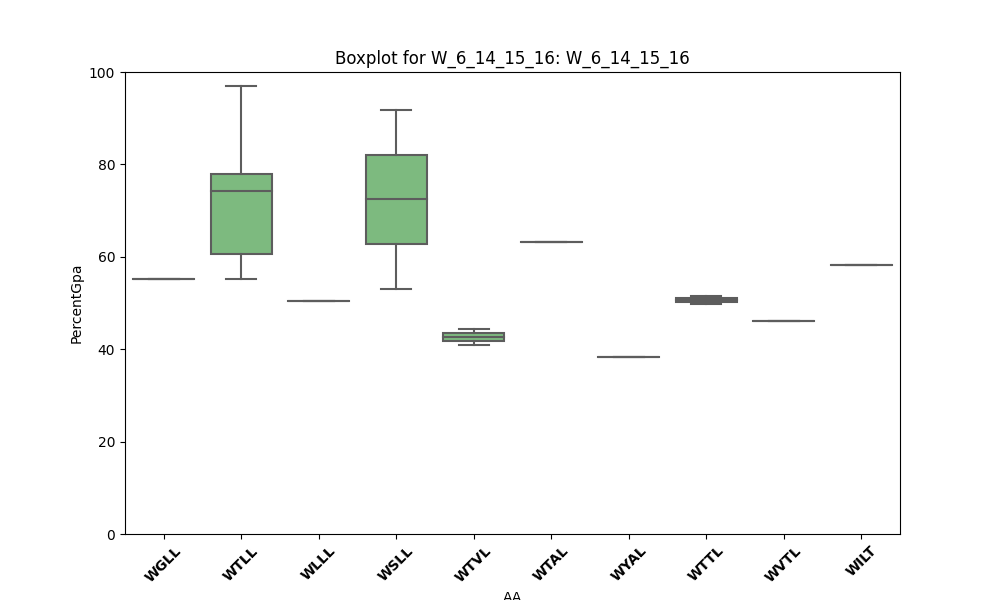 Boxplot for W_6_14_15_16: W_6_14_15_16
100
80
60
40
20
0
PercentGpa
WGLL
WTLL
WLLL
WSLL
WTVL
WTAL
WYAL
WTTL
WVTL
WILT
AA